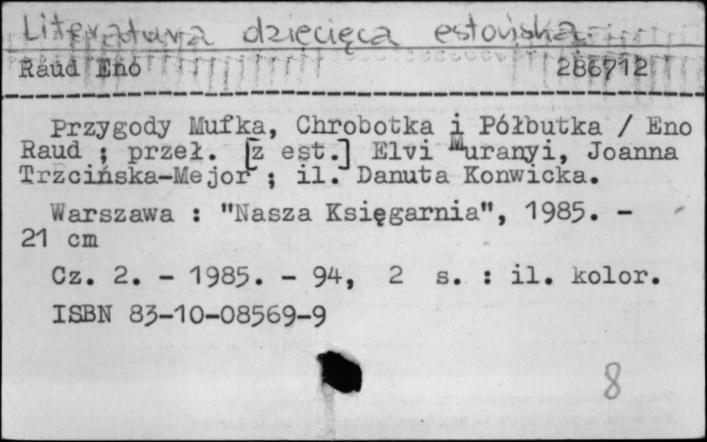 Literatura dziecięca estońska
Raud Eno 286712
Przygody Mufka, Chrobotka i Półbutka / Eno
Raud ; przeł. [z est.] Elvi Muranyi, Joanna
Trzcińska-Mejor ; il. Danuta Konwicka.
Warszawa : "Nasza Księgarnia", 1985. -
21 cm
Cz. 2. - 1985. - 94, 2 s. : il. kolor.
ISBN 83-10-08569-9
8